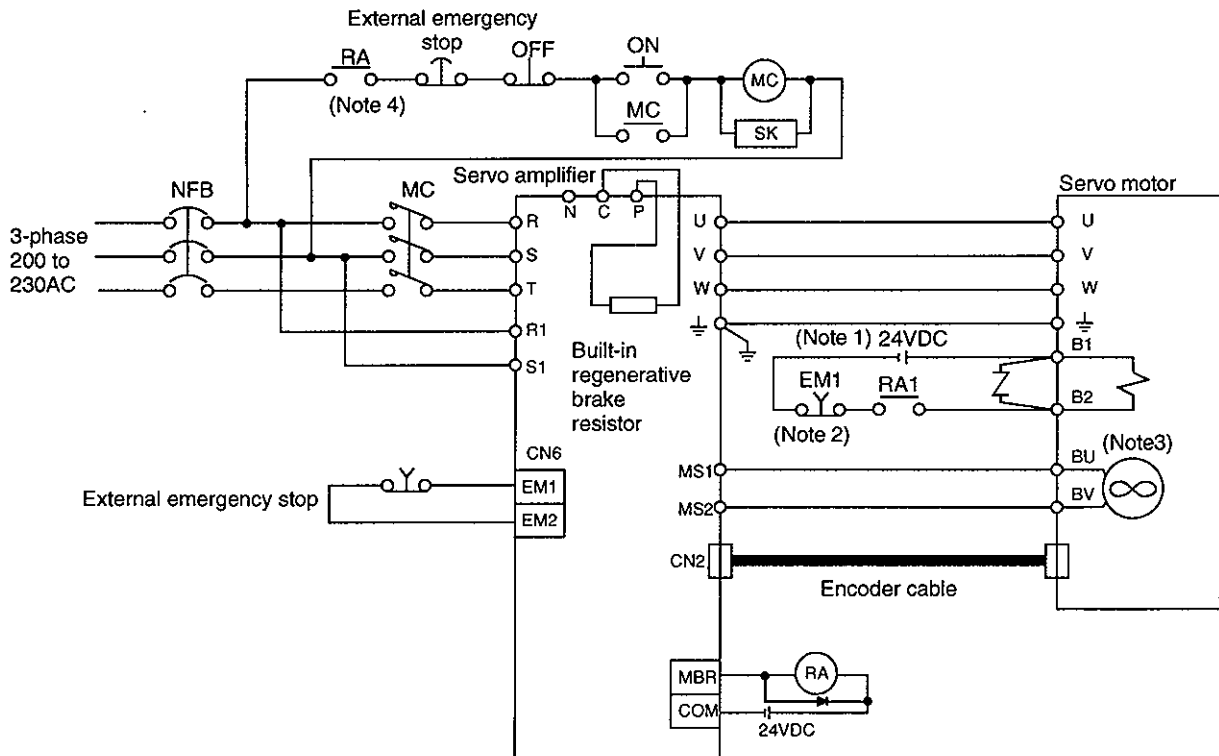 External emergency
stop
RA
OFF
ON
MC
(Note 4)
MC
SK
Servo amplifier
NFB
MC
N
C
P
Servo motor
3-phase
200 to
230AC
R
S
T
R1
S1
U
V
W
U
V
W
Built-in
regenerative
brake
resistor
(Note 1) 24VDC
B1
EM1
RA1
B2
(Note 2)
CN6
External emergency stop
EM1
EM2
MS1
MS2
BU
(Note3)
BV
CN2
Encoder cable
MBR
RA
COM
24VDC